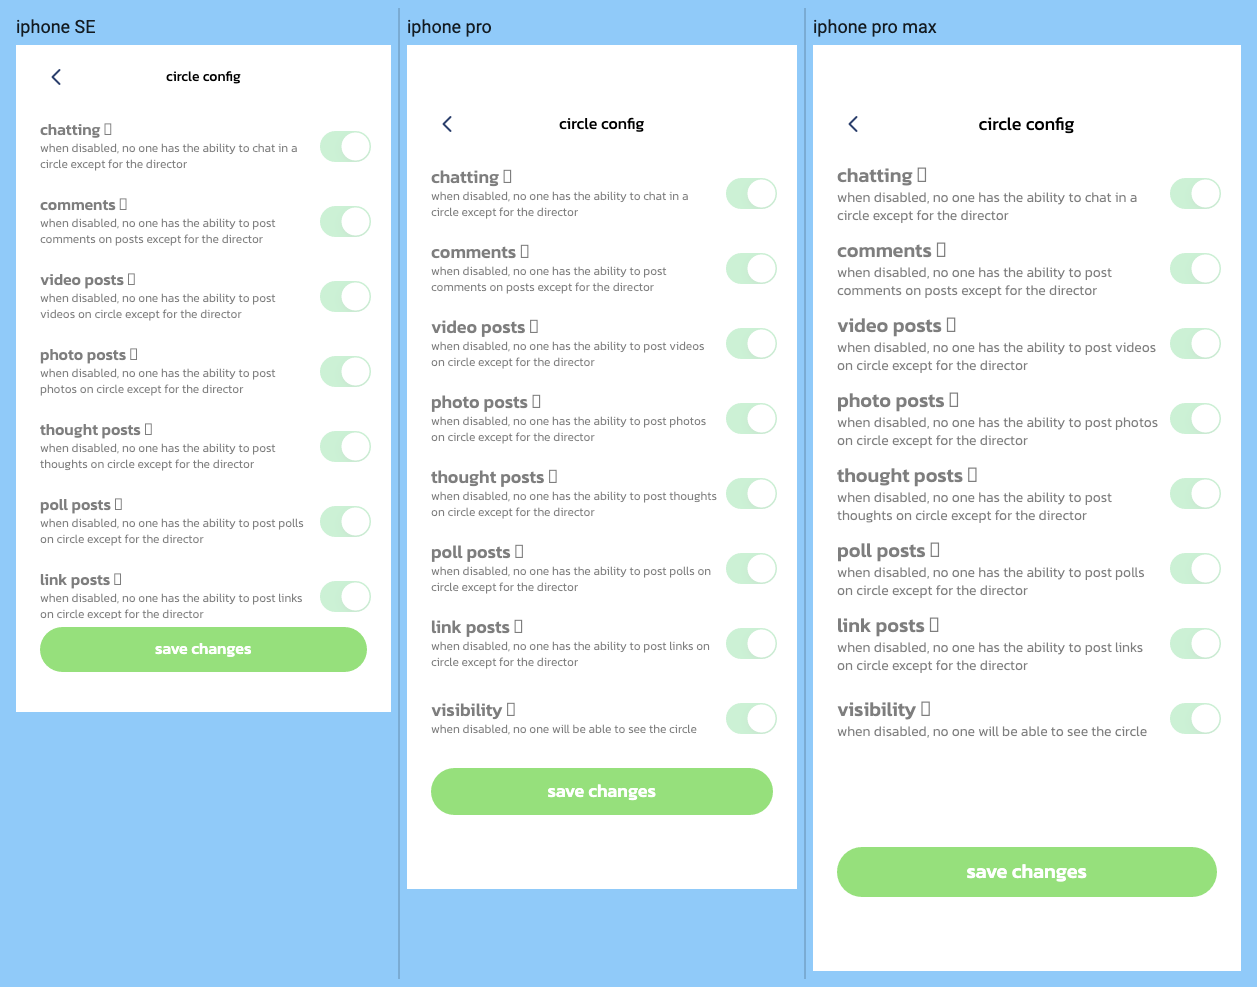 iphone SE
circle config
chatting
when disabled, no one has the ability to chat in a
circle except for the director
comments
when disabled, no one has the ability to post
comments on posts except for the director
video posts
when disabled, no one has the ability to post
videos on circle except for the director
photo posts
when disabled, no one has the ability to post
photos on circle except for the director
thought posts
when disabled, no one has the ability to post
thoughts on circle except for the director
poll posts
when disabled, no one has the ability to post polls
on circle except for the director
link posts
when disabled, no one has the ability to post links
on circle except for the director
save changes
iphone pro
circle config
chatting
when disabled, no one has the ability to chat in a
circle except for the director
comments
when disabled, no one has the ability to post
comments on posts except for the director
video posts
when disabled, no one has the ability to post videos
on circle except for the director
photo posts
when disabled, no one has the ability to post photos
on circle except for the director
thought posts
when disabled, no one has the ability to post thoughts
on circle except for the director
poll posts
when disabled, no one has the ability to post polls on
circle except for the director
link posts
when disabled, no one has the ability to post links on
circle except for the director
visibility
when disabled, no one will be able to see the circle
save changes
iphone pro max
circle config
chatting
when disabled, no one has the ability to chat in a
circle except for the director
comments
when disabled, no one has the ability to post
comments on posts except for the director
video posts
when disabled, no one has the ability to post videos
on circle except for the director
photo posts
when disabled, no one has the ability to post photos
on circle except for the director
thought posts
when disabled, no one has the ability to post
thoughts on circle except for the director
poll posts
when disabled, no one has the ability to post polls
on circle except for the director
link posts
when disabled, no one has the ability to post links
on circle except for the director
visibility
when disabled, no one will be able to see the circle
save changes